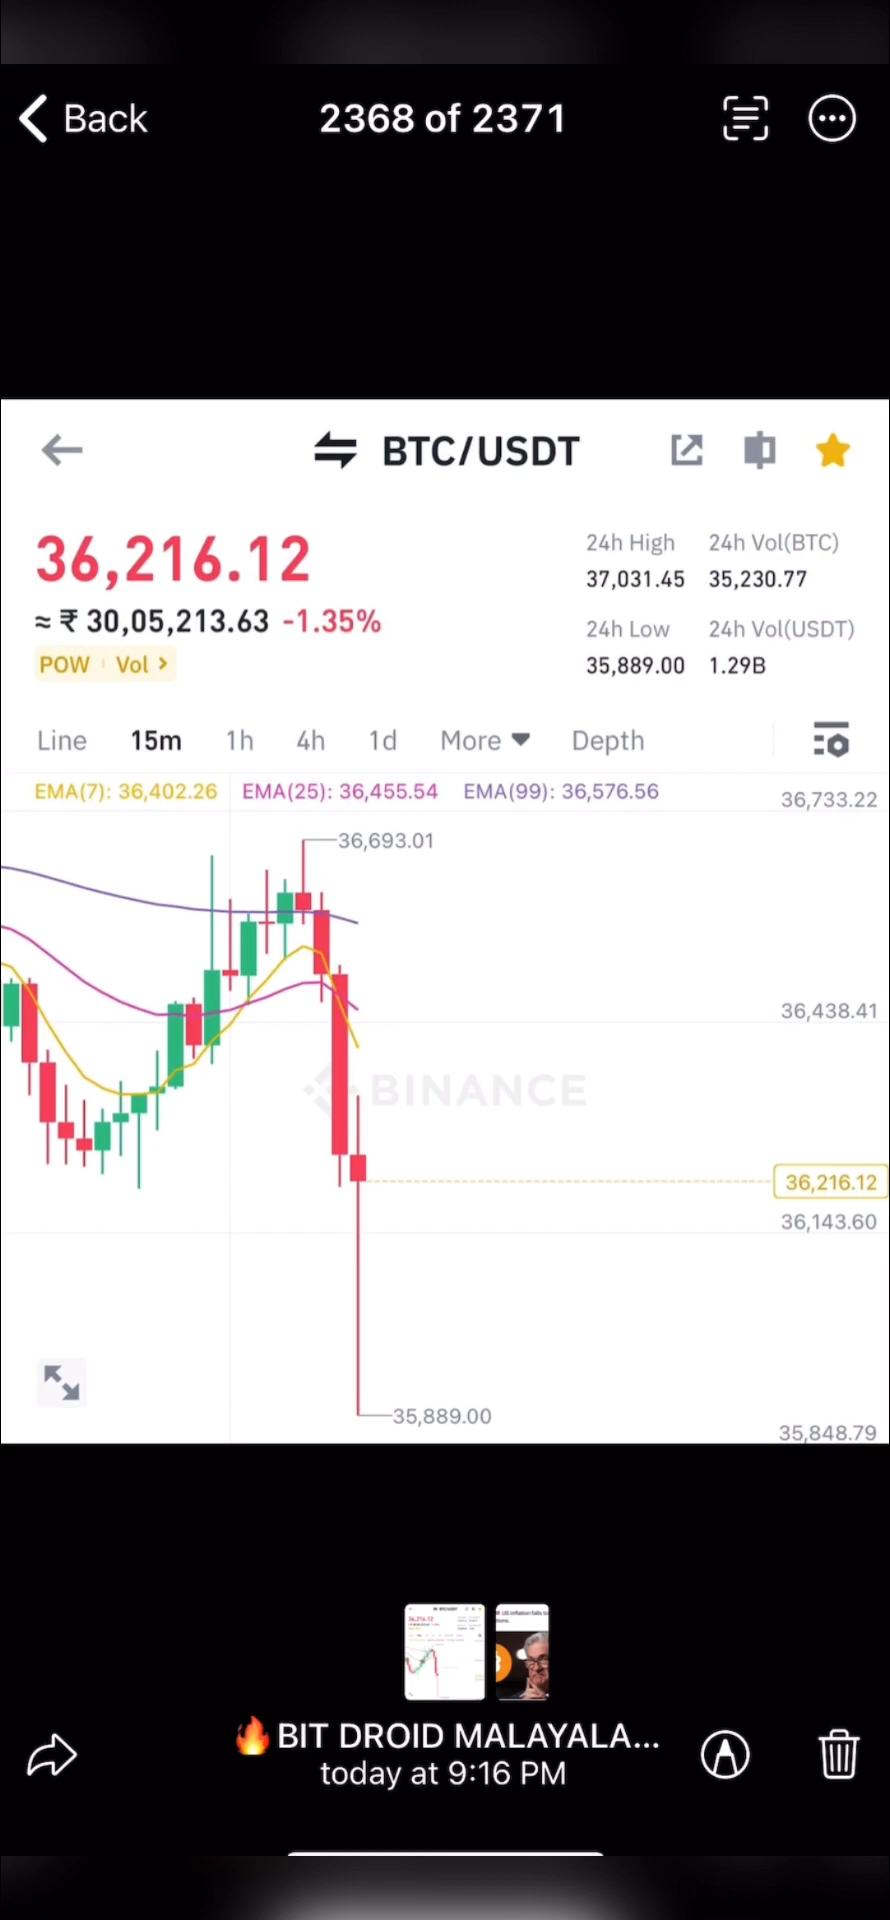 Back 2368 of 2371
BTC/USDT
36,216.12
≈ ₹ 30,05,213.63 -1.35%
POW Vol >
24h High 24h Vol(BTC)
37,031.45 35,230.77
24h Low 24h Vol(USDT)
35,889.00 1.29B
Line 15m 1h 4h 1d More Depth
EMA(7): 36,402.26 EMA(25): 36,455.54 EMA(99): 36,576.56
36,733.22
36,693.01
36,438.41
BINANCE
36,216.12
36,143.60
35,889.00
35,848.79
🔥BIT DROID MALAYALA...
today at 9:16 PM